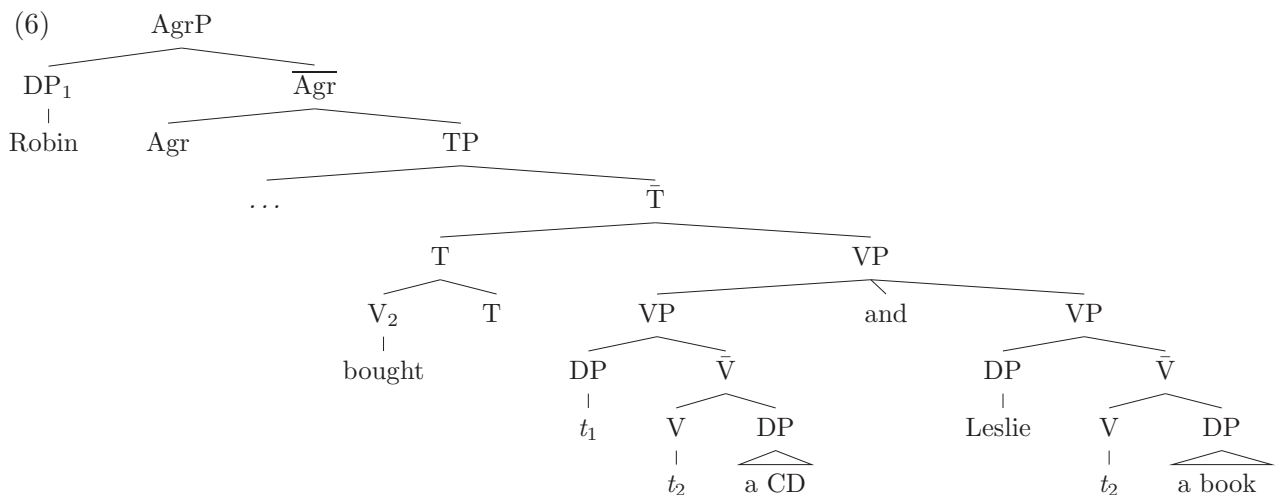 (6) AgrP
DP₁ A̅g̅r̅
Robin Agr TP
... T̄
T VP
V₂ T VP and VP
bought DP V̄ DP V̄
t₁ V DP Leslie V DP
t₂ a CD t₂ a book